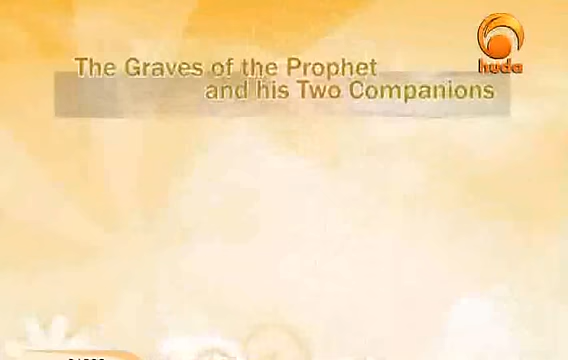 The Graves of the Prophet
and his Two Companions
huda